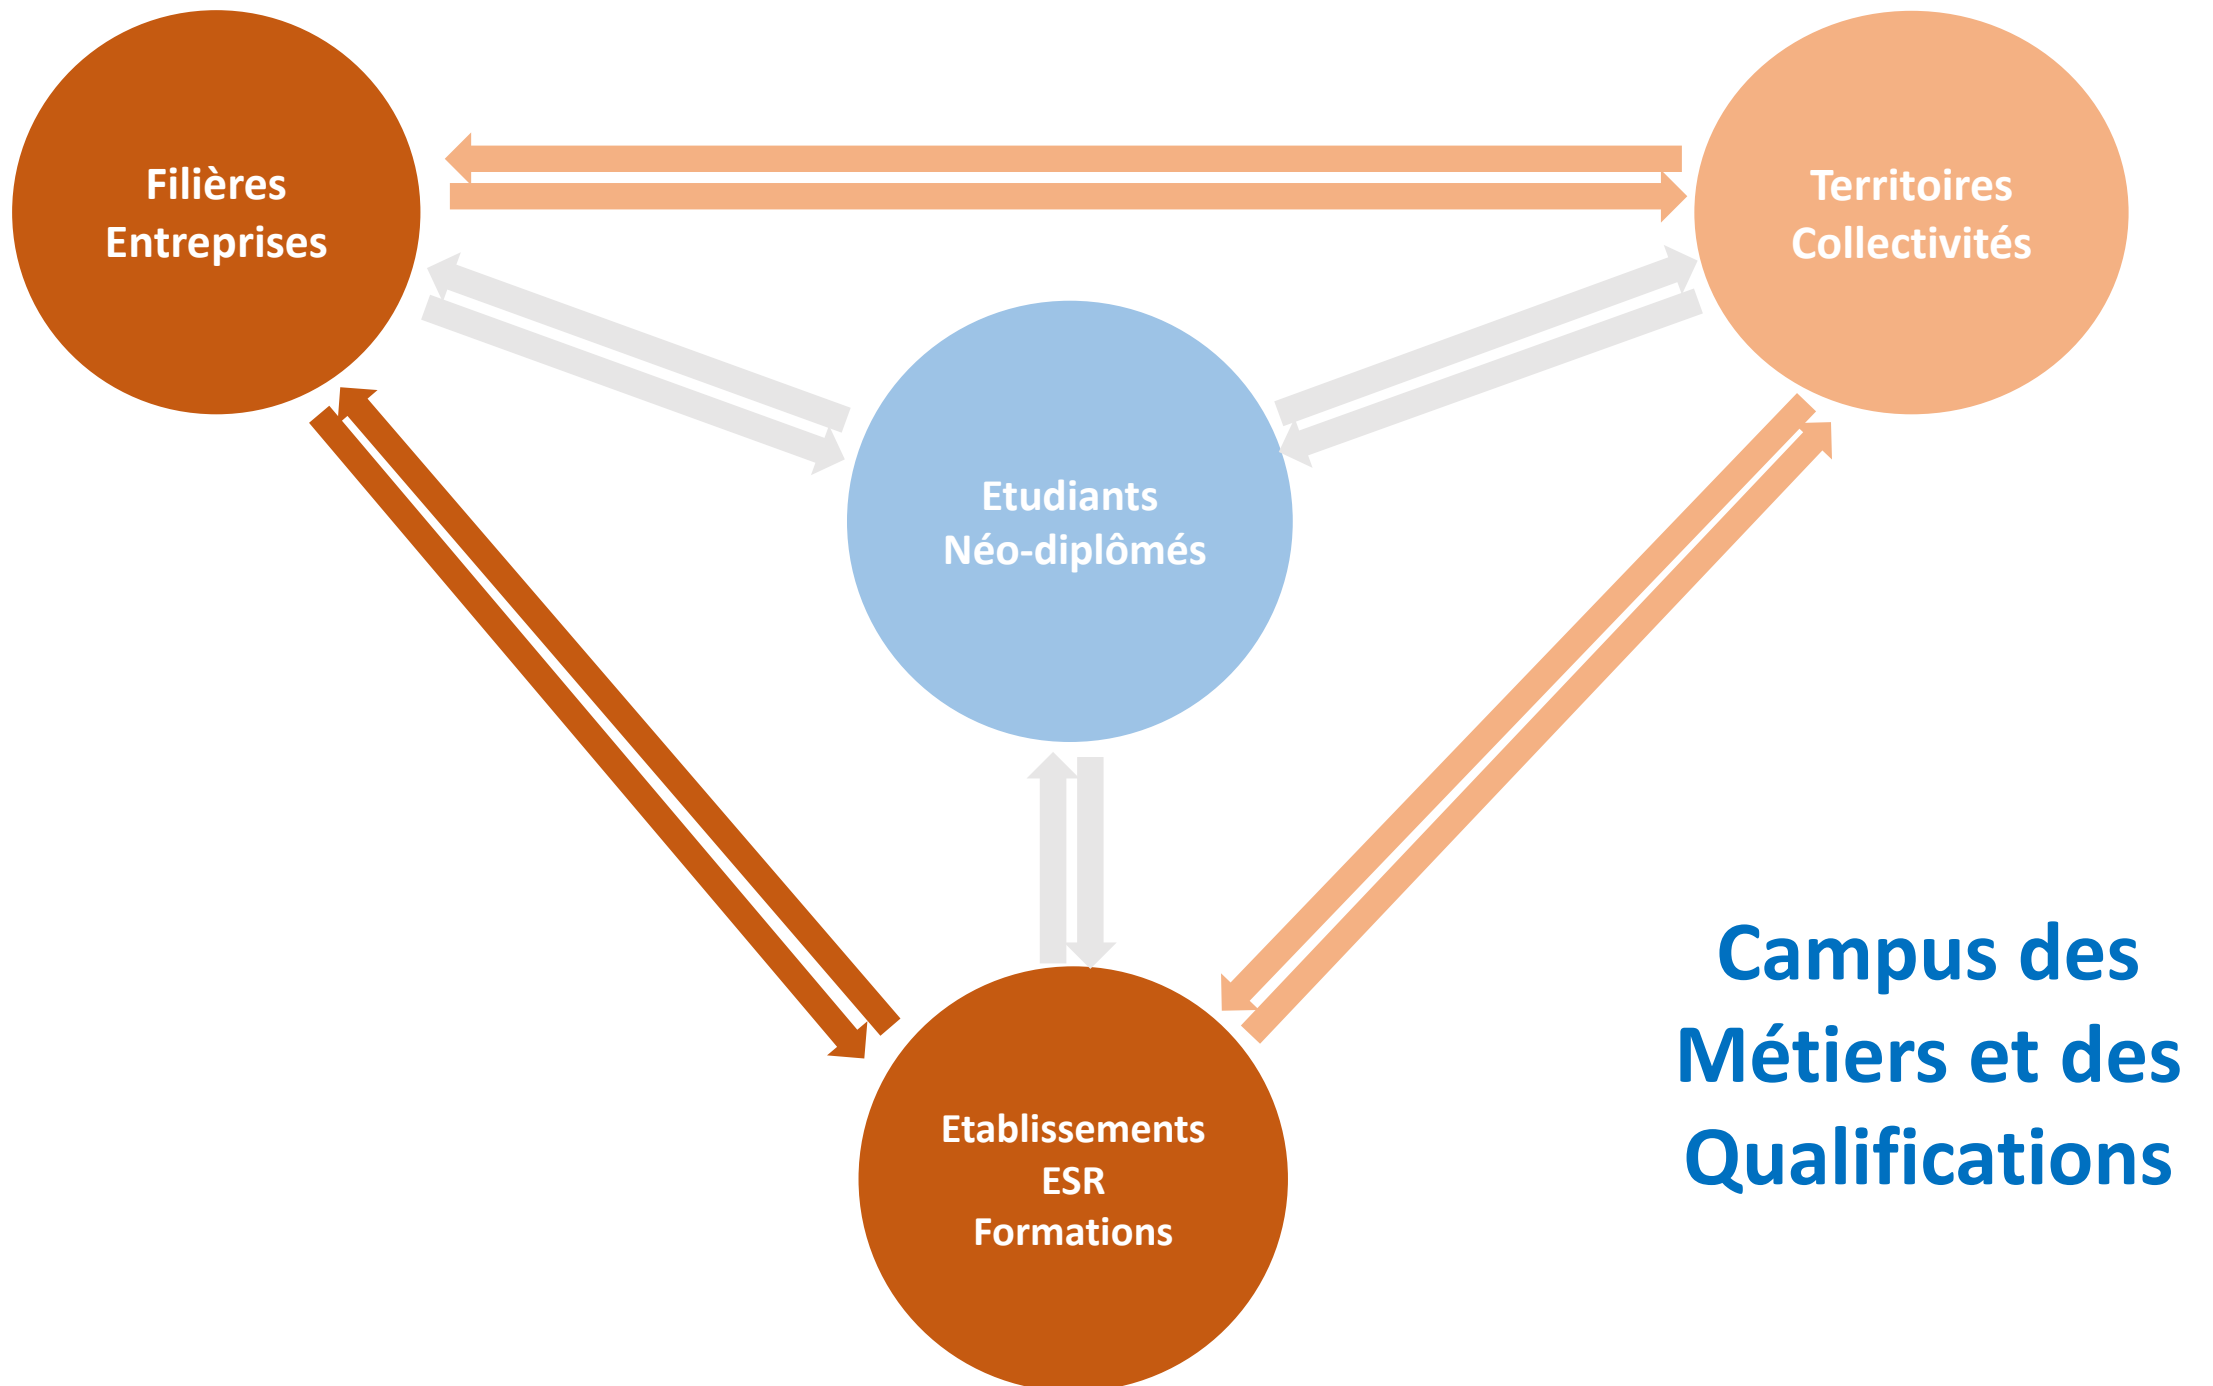 Filières
Entreprises
Territoires
Collectivités
Etudiants
Néo-diplômés
Etablissements
ESR
Formations
Campus des
Métiers et des
Qualifications